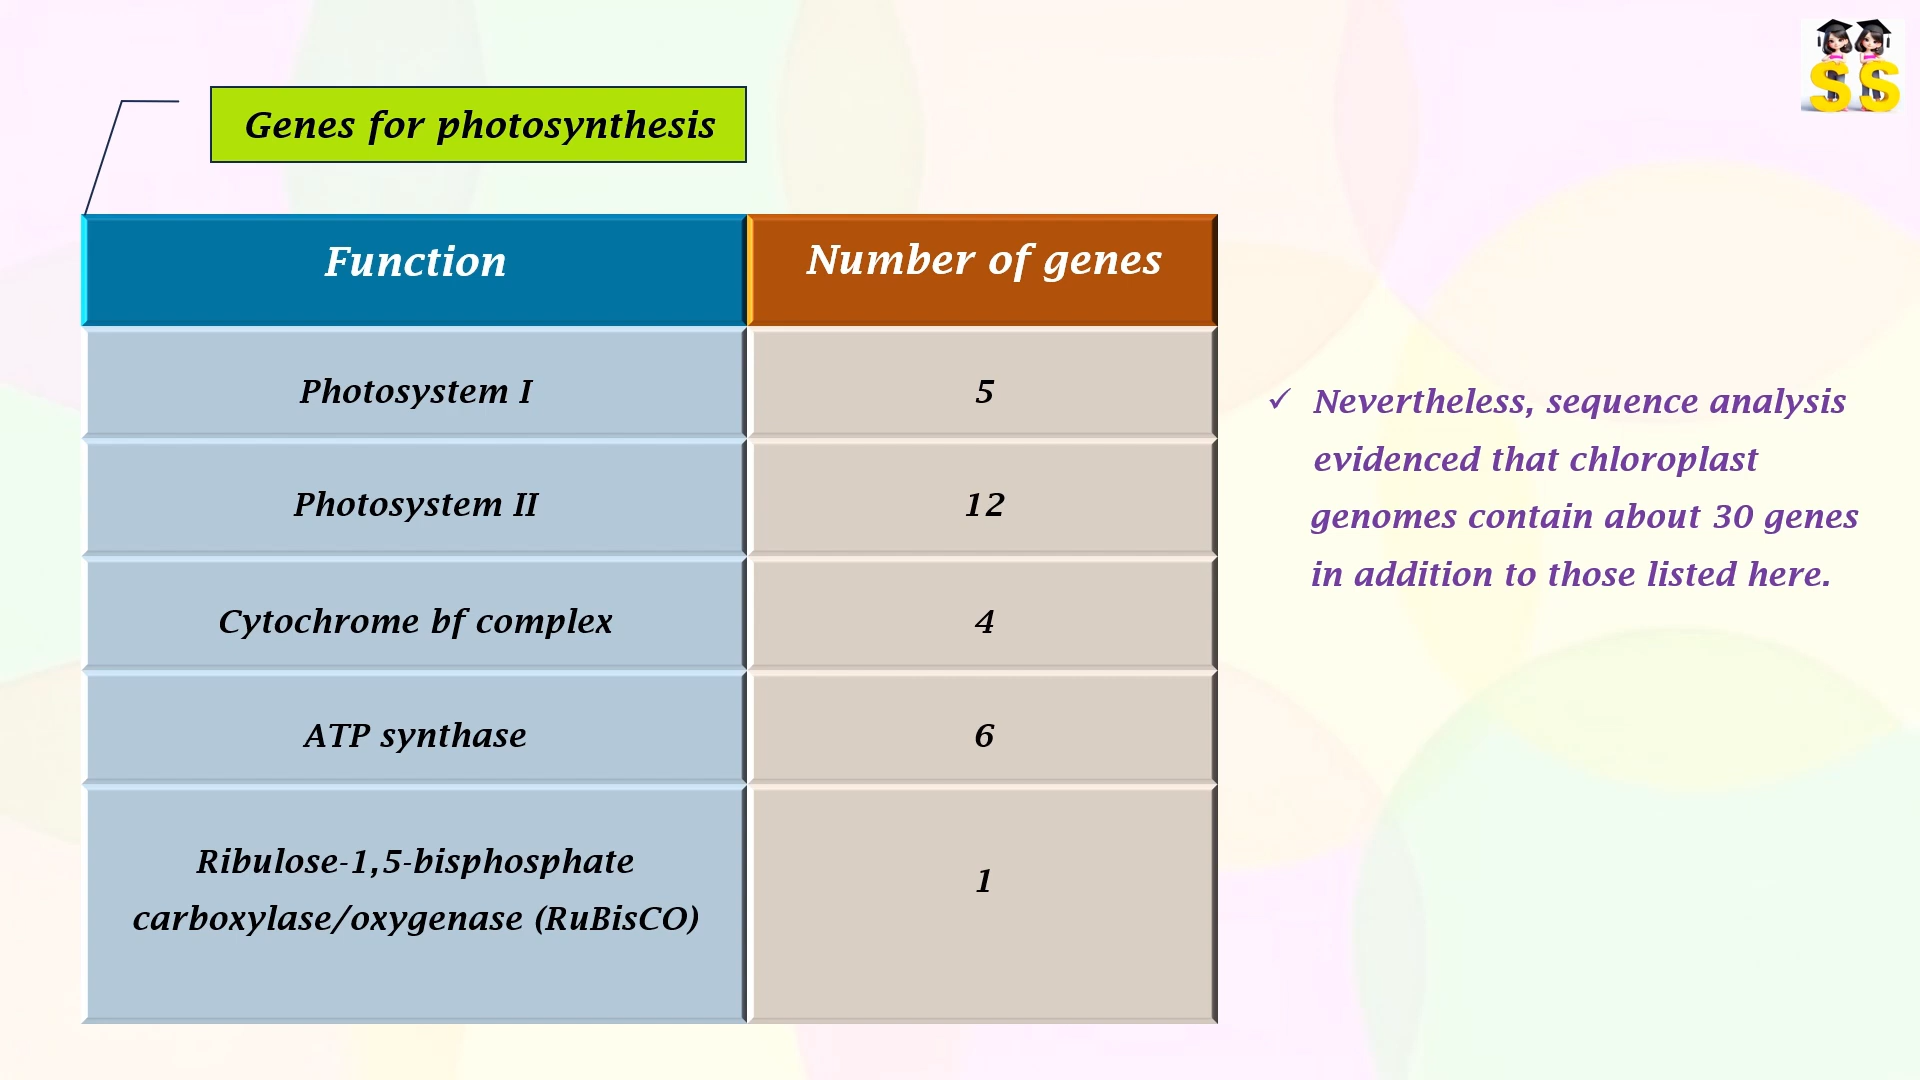 SS
Genes for photosynthesis
Function
Number of genes
Photosystem I
5
Photosystem II
12
Cytochrome bf complex
4
ATP synthase
6
Ribulose-1,5-bisphosphate
carboxylase/oxygenase (RuBisCO)
1
✓ Nevertheless, sequence analysis
evidenced that chloroplast
genomes contain about 30 genes
in addition to those listed here.